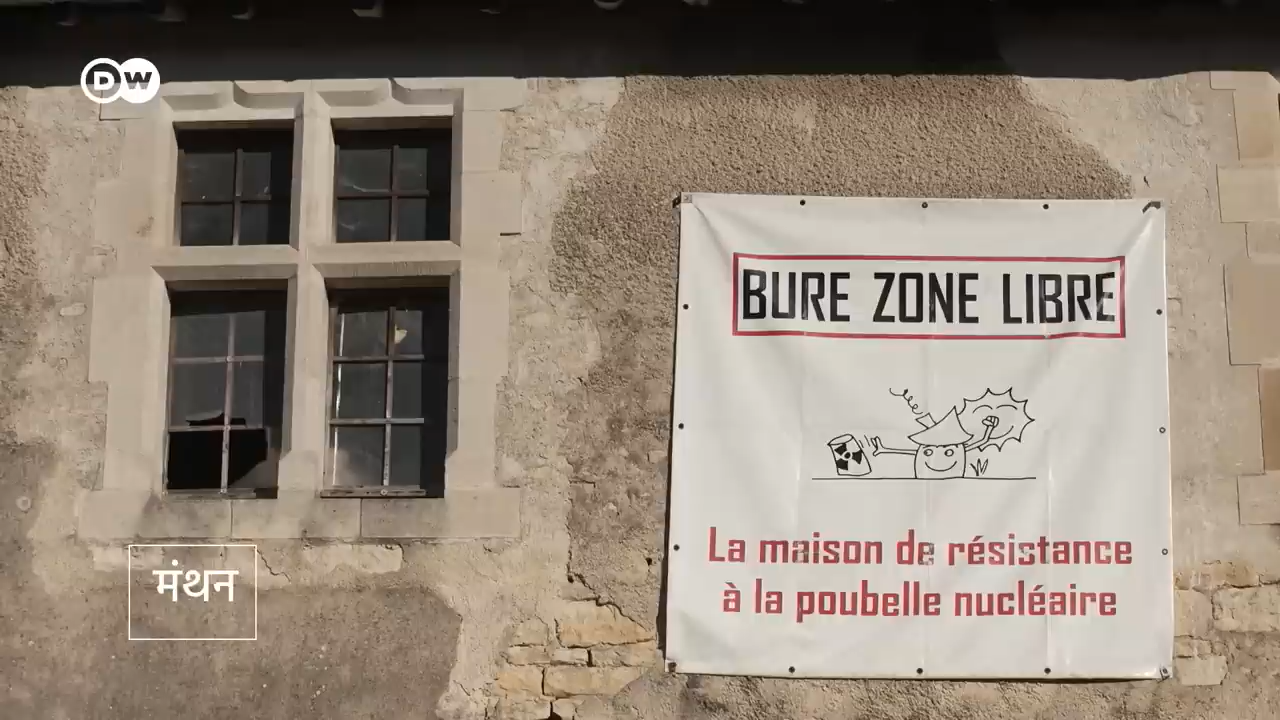 DW
BURE ZONE LIBRE
La maison de résistance
à la poubelle nucléaire
मंथन